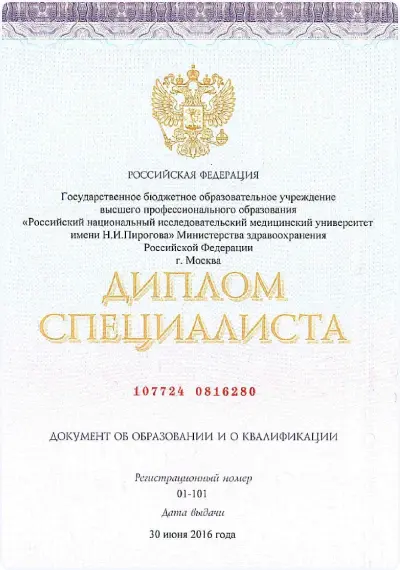 РОССИЙСКАЯ ФЕДЕРАЦИЯ
Государственное бюджетное образовательное учреждение
высшего профессионального образования
«Российский национальный исследовательский медицинский университет
имени Н.И.Пирогова» Министерства здравоохранения
Российской Федерации
г. Москва
ДИПЛОМ
СПЕЦИАЛИСТА
107724 0816280
ДОКУМЕНТ ОБ ОБРАЗОВАНИИ И О КВАЛИФИКАЦИИ
Регистрационный номер
01-101
Дата выдачи
30 июня 2016 года